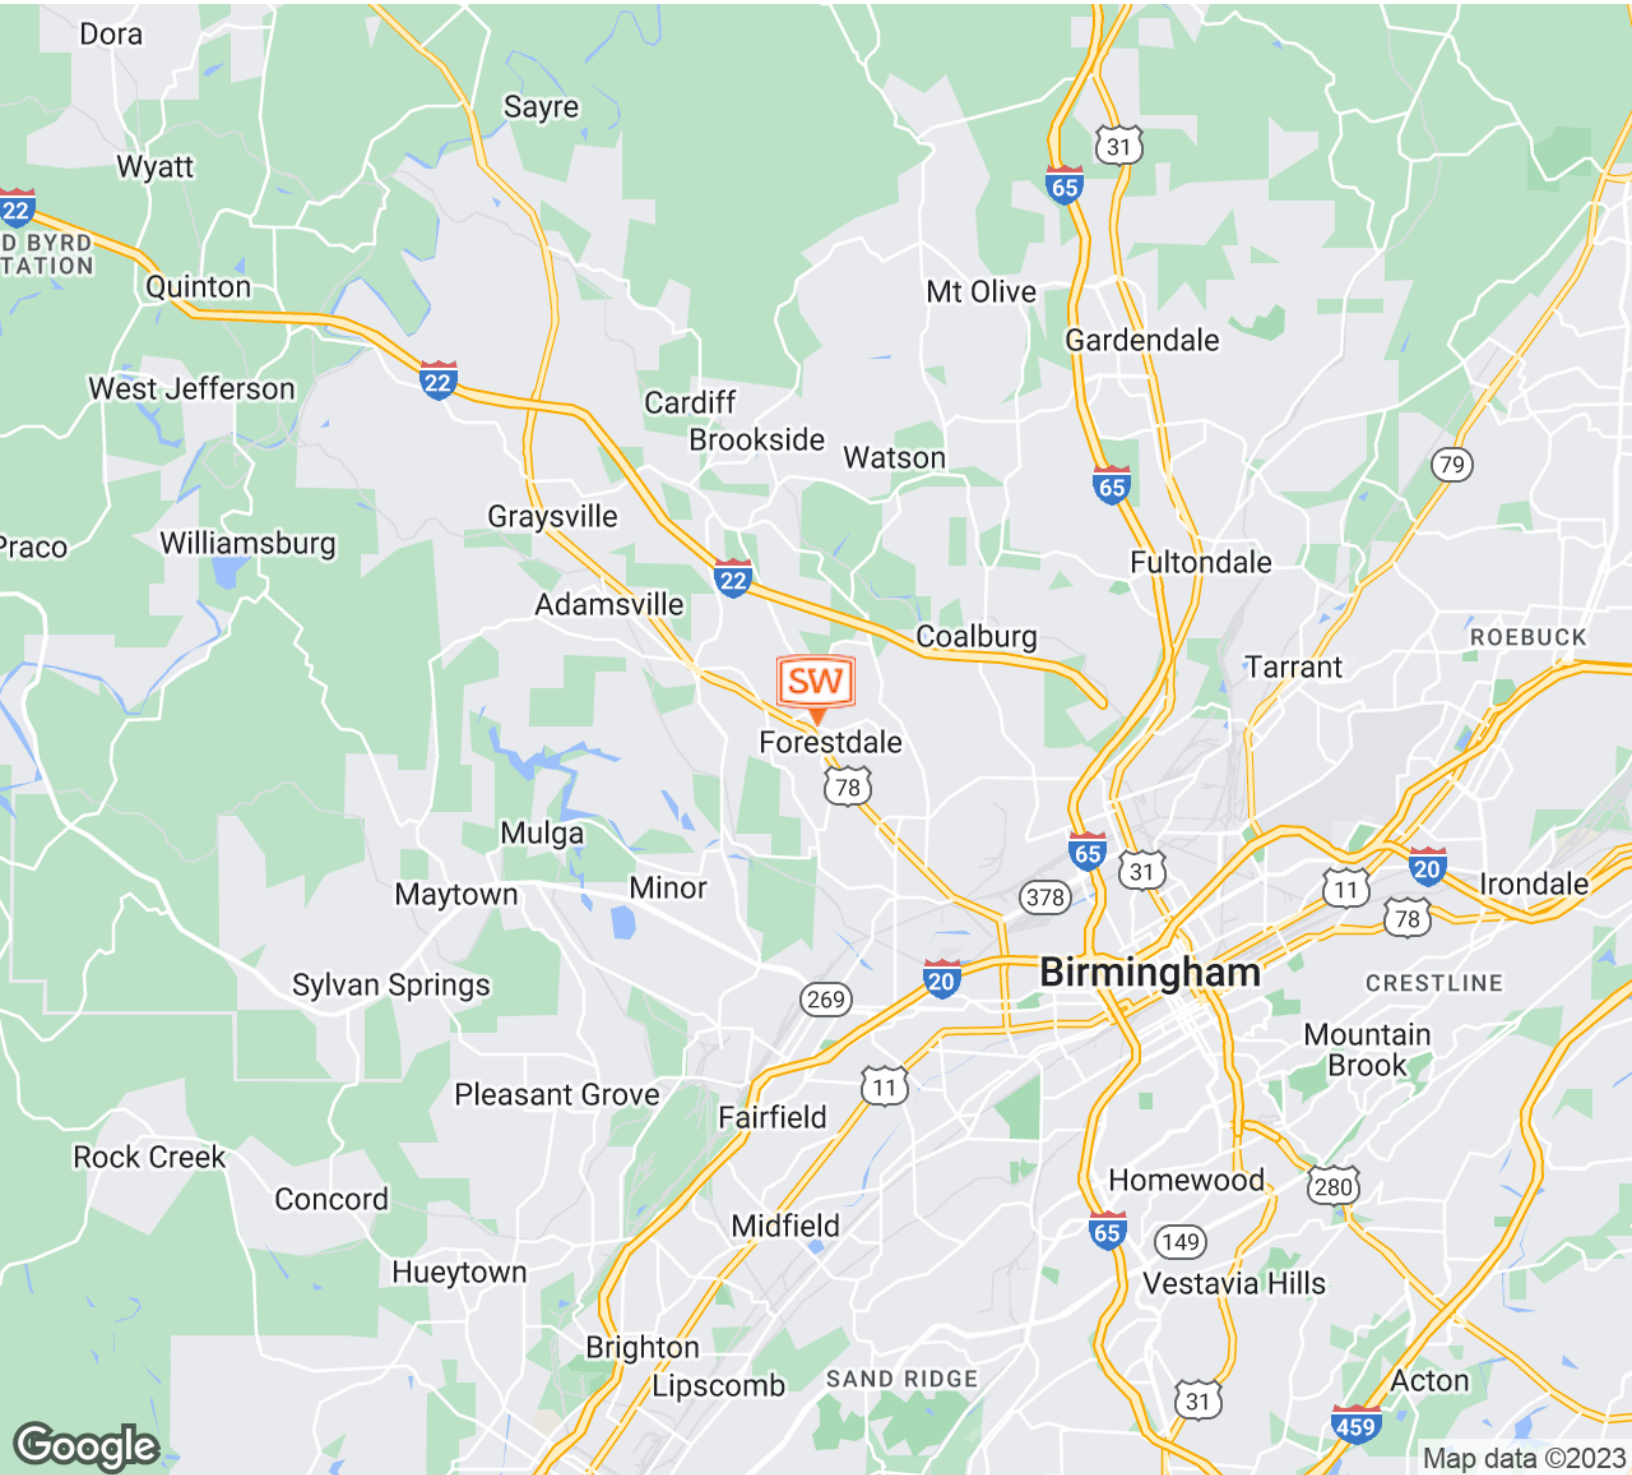 Dora
Sayre
31
Wyatt
65
22
D BYRD
TATION
Quinton
Mt Olive
Gardendale
22
West Jefferson
Cardiff
Brookside
Watson
79
65
Graysville
Praco
Williamsburg
Fultondale
22
Adamsville
Coalburg
ROEBUCK
Tarrant
SW
Forestdale
78
Mulga
65
31
20
11
Irondale
Minor
Maytown
378
78
Birmingham
20
CRESTLINE
Sylvan Springs
269
Mountain
Brook
11
Pleasant Grove
Fairfield
Rock Creek
Homewood
280
Concord
Midfield
65
149
Hueytown
Vestavia Hills
Brighton
Lipscomb
SAND RIDGE
Acton
31
459
Google
Map data ©2023